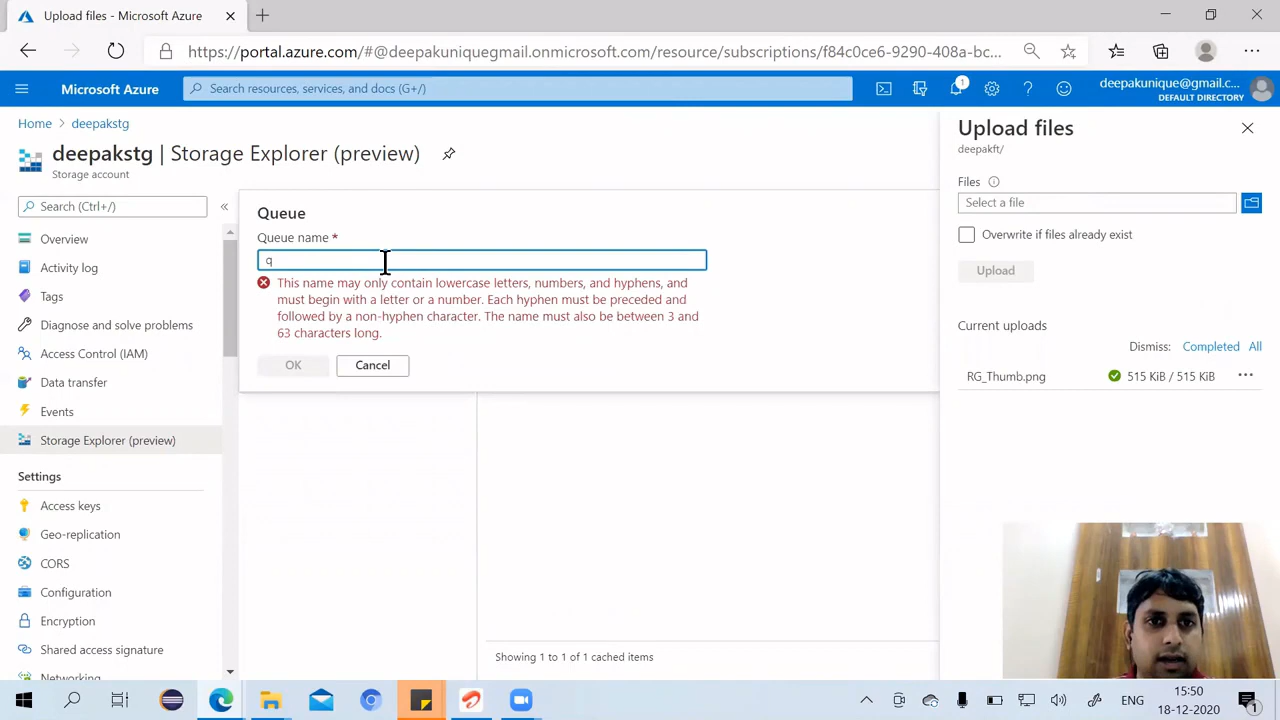 Upload files - Microsoft Azure
https://portal.azure.com/#@deepakuniquegmail.onmicrosoft.com/resource/subscriptions/f84c0ce6-9290-408a-bc...
Microsoft Azure
Search resources, services, and docs (G+/)
1
deepakunique@gmail.c...
DEFAULT DIRECTORY
Home > deepakstg
deepakstg | Storage Explorer (preview)
Storage account
Search (Ctrl+/)
«
Overview
Activity log
Tags
Diagnose and solve problems
Access Control (IAM)
Data transfer
Events
Storage Explorer (preview)
Settings
Access keys
Geo-replication
CORS
Configuration
Encryption
Shared access signature
Networking
Queue
Queue name *
q
This name may only contain lowercase letters, numbers, and hyphens, and
must begin with a letter or a number. Each hyphen must be preceded and
followed by a non-hyphen character. The name must also be between 3 and
63 characters long.
OK
Cancel
Showing 1 to 1 of 1 cached items
Upload files
deepakft/
Files
Select a file
Overwrite if files already exist
Upload
Current uploads
Dismiss: Completed All
RG_Thumb.png 515 KiB / 515 KiB ...
ENG
15:50
18-12-2020
1